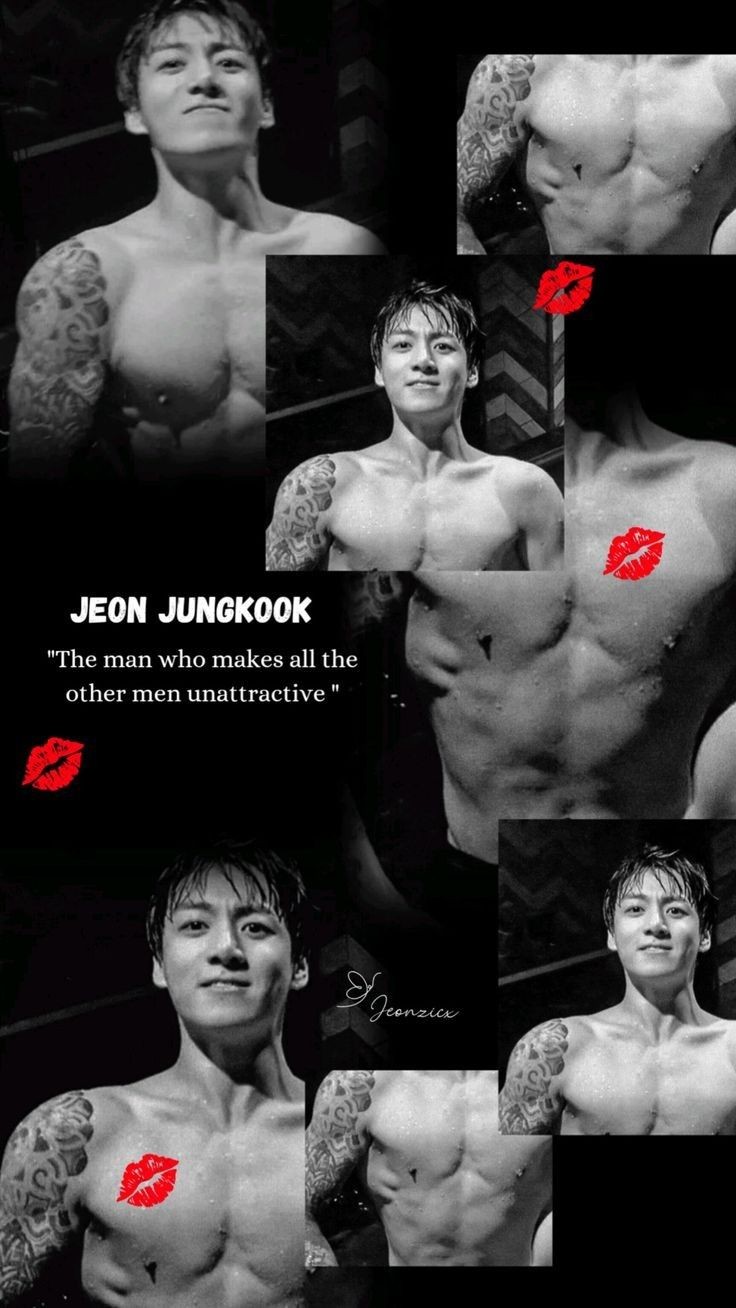 JEON JUNGKOOK
"The man who makes all the
other men unattractive "
Jeonzicx